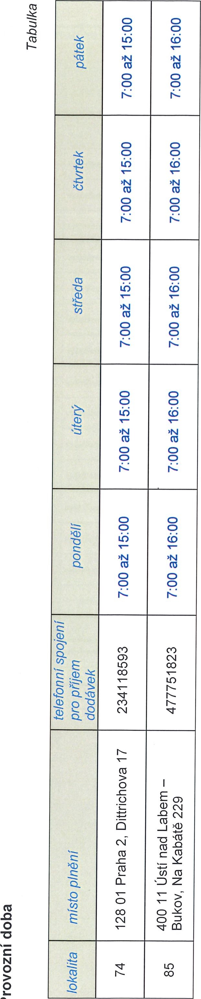 Provozní doba
Tabulka
lokalita místo plnění telefonní spojení pro příjem dodávek pondělí úterý středa čtvrtek pátek
74 128 01 Praha 2, Dittrichova 17 234118593 7:00 až 15:00 7:00 až 15:00 7:00 až 15:00 7:00 až 15:00 7:00 až 15:00
85 400 11 Ústí nad Labem –
Bukov, Na Kabátě 229 477751823 7:00 až 16:00 7:00 až 16:00 7:00 až 16:00 7:00 až 16:00 7:00 až 16:00